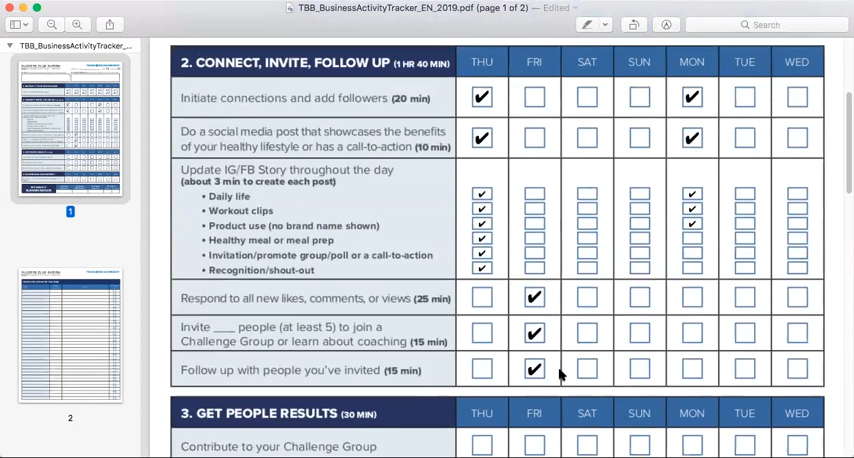 TBB_BusinessActivityTracker_EN_2019.pdf (page 1 of 2) — Edited
Search
TBB_BusinessActivityTracker_...
1
2
2. CONNECT, INVITE, FOLLOW UP (1 HR 40 MIN) THU FRI SAT SUN MON TUE WED
Initiate connections and add followers (20 min)
Do a social media post that showcases the benefits
of your healthy lifestyle or has a call-to-action (10 min)
Update IG/FB Story throughout the day
(about 3 min to create each post)
• Daily life
• Workout clips
• Product use (no brand name shown)
• Healthy meal or meal prep
• Invitation/promote group/poll or a call-to-action
• Recognition/shout-out
Respond to all new likes, comments, or views (25 min)
Invite ___ people (at least 5) to join a
Challenge Group or learn about coaching (15 min)
Follow up with people you've invited (15 min)
3. GET PEOPLE RESULTS (30 MIN) THU FRI SAT SUN MON TUE WED
Contribute to your Challenge Group